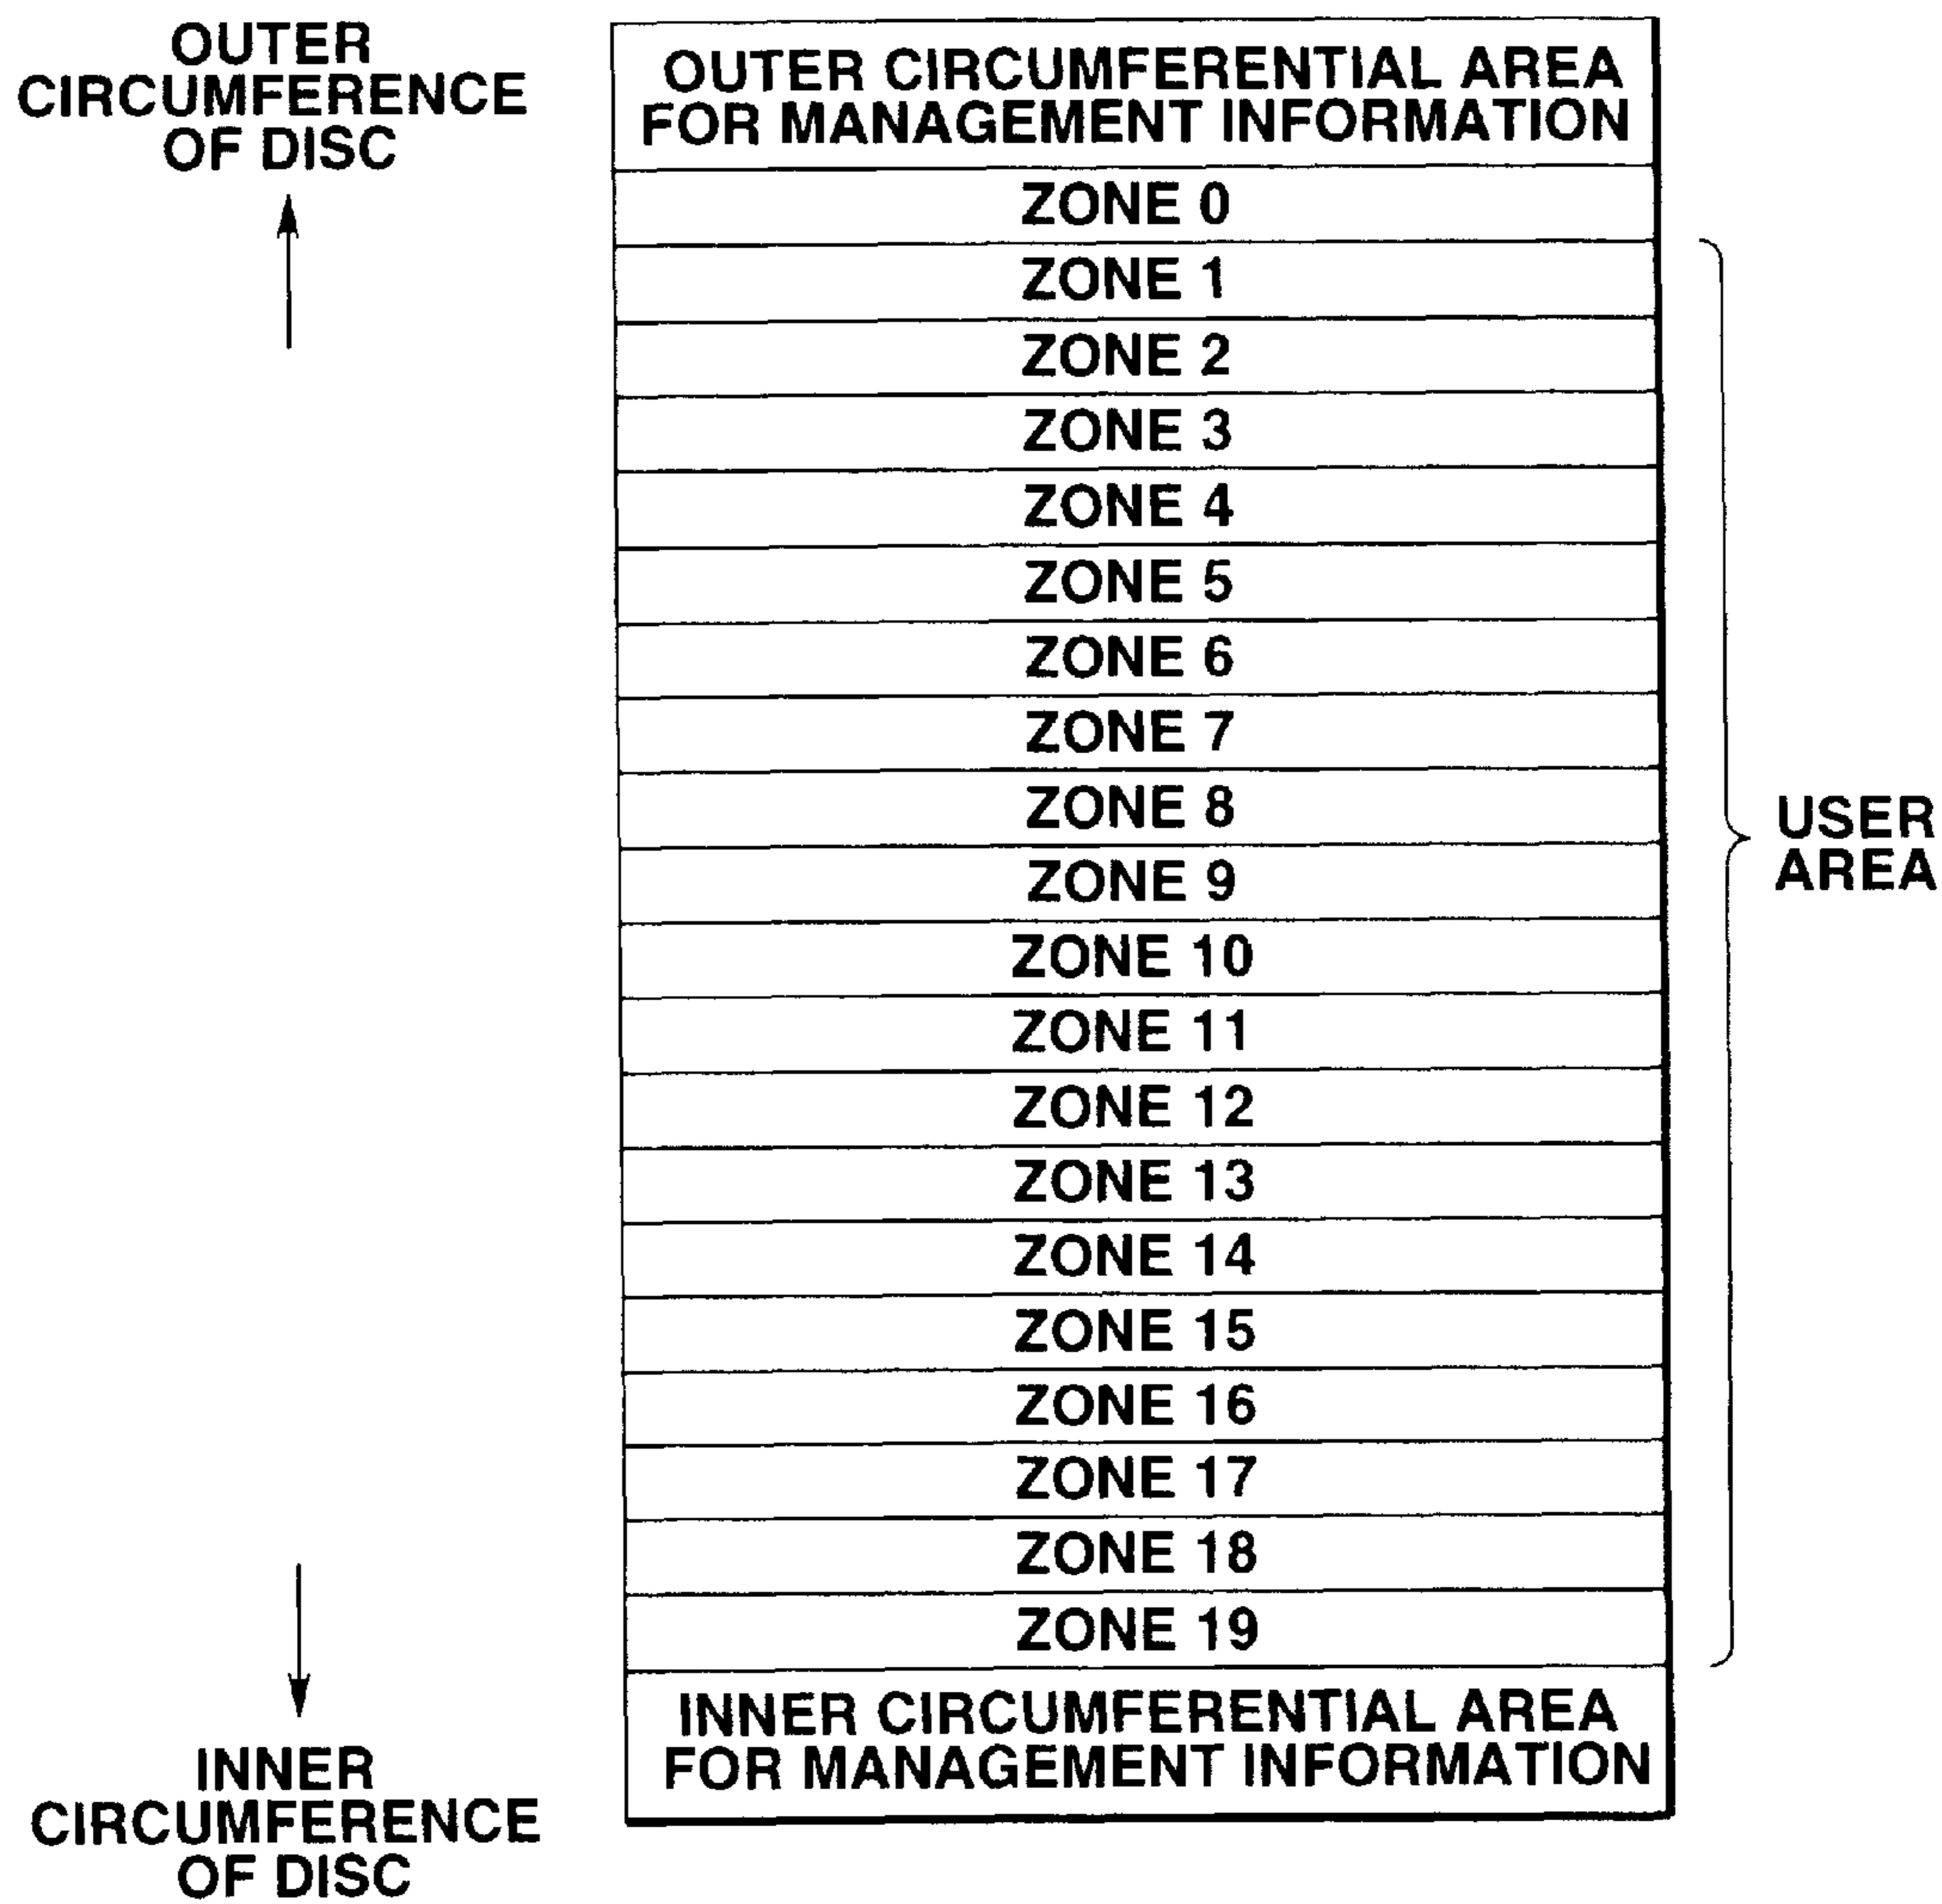 OUTER
CIRCUMFERENCE
OF DISC
OUTER CIRCUMFERENTIAL AREA
FOR MANAGEMENT INFORMATION
ZONE 0
ZONE 1
ZONE 2
ZONE 3
ZONE 4
ZONE 5
ZONE 6
ZONE 7
ZONE 8
ZONE 9
ZONE 10
ZONE 11
ZONE 12
ZONE 13
ZONE 14
ZONE 15
ZONE 16
ZONE 17
ZONE 18
ZONE 19
INNER CIRCUMFERENTIAL AREA
FOR MANAGEMENT INFORMATION
USER
AREA
INNER
CIRCUMFERENCE
OF DISC